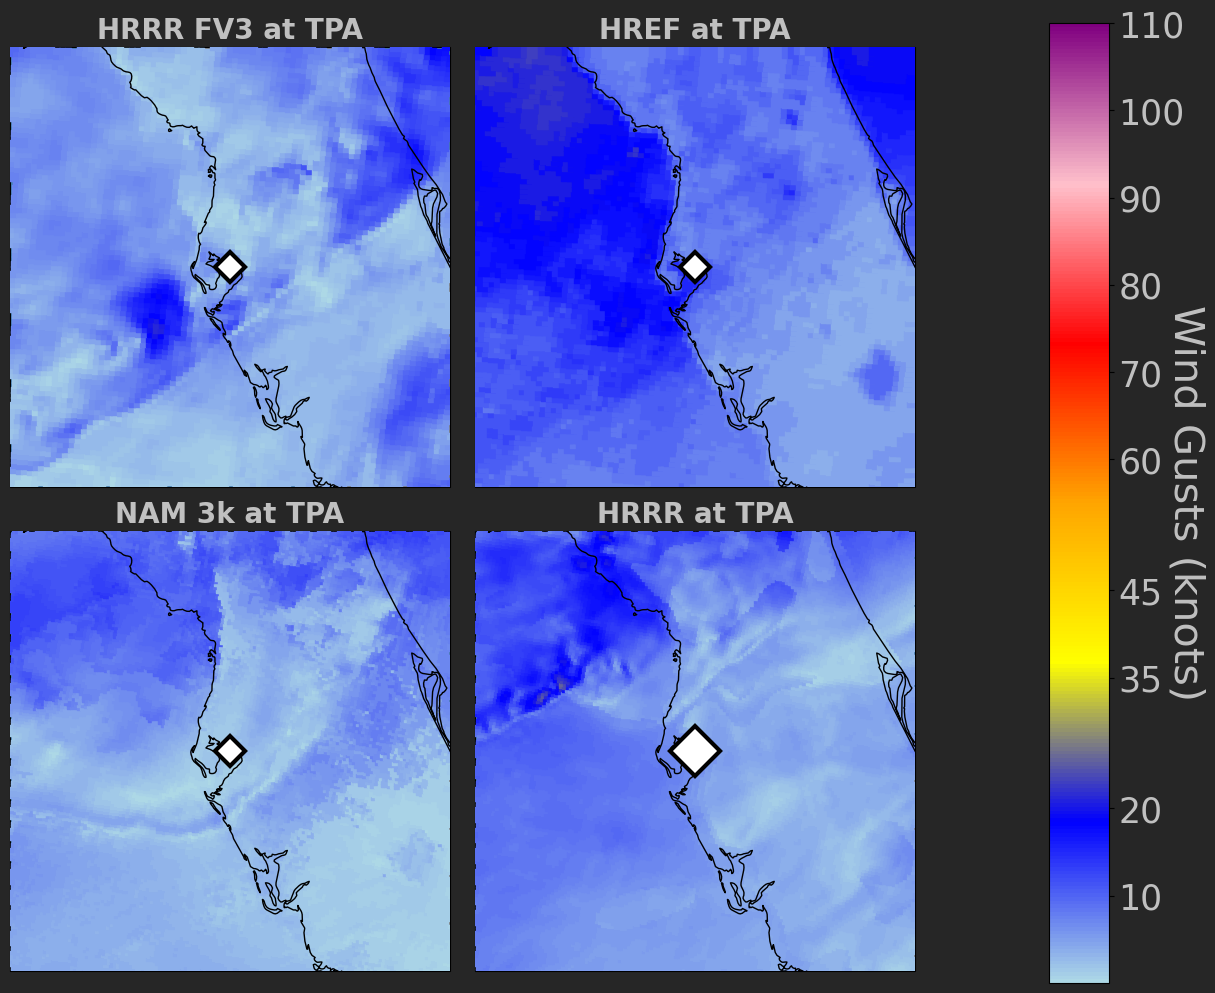 HRRR FV3 at TPA
HREF at TPA
NAM 3k at TPA
HRRR at TPA
110
100
90
80
70
60
45
35
20
10
Wind Gusts (knots)